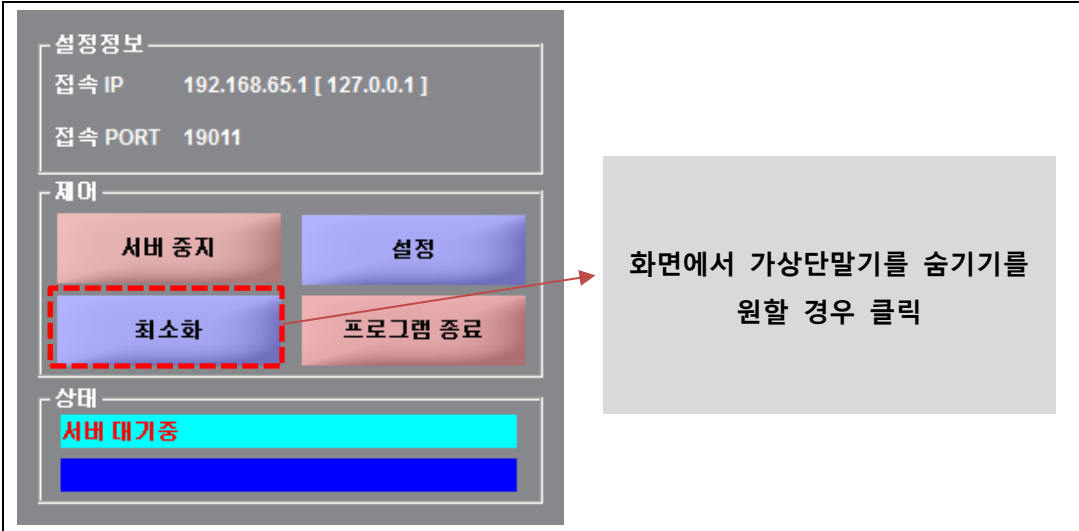 설정정보
접속 IP 192.168.65.1 [ 127.0.0.1 ]
접속 PORT 19011
제어
서버 중지 설정
최소화 프로그램 종료
상태
서버 대기중
화면에서 가상단말기를 숨기기를
원할 경우 클릭